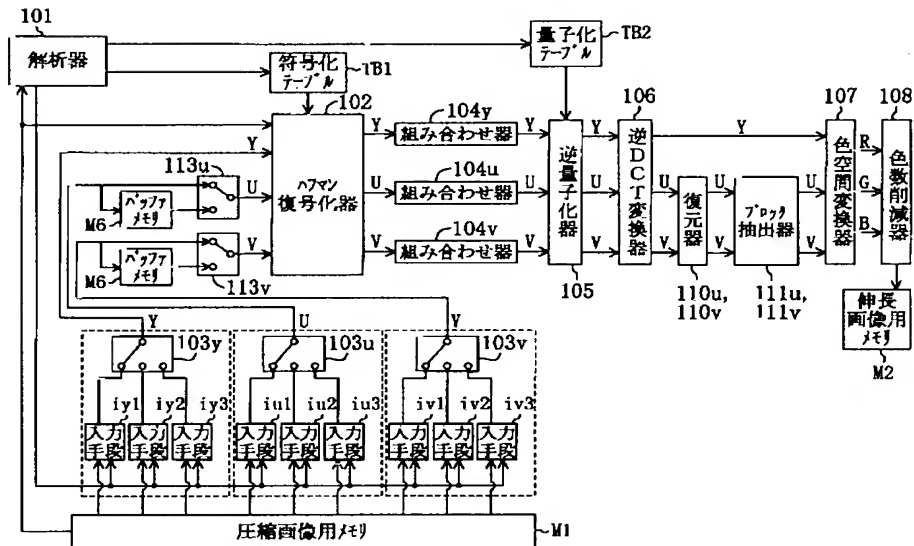 101
解析器
符号化
テーブル
TB1
量子化
テーブル
TB2
102
ハフマン
復号化器
Y
Y
113u
U
バッファ
メモリ
M6
V
バッファ
メモリ
M6
113v
Y
104y
組み合わせ器
Y
U
104u
組み合わせ器
U
V
104v
組み合わせ器
V
逆量子化器
105
Y
U
V
106
逆DCT変換器
Y
U
V
復元器
110u,
110v
U
V
ブロック
抽出器
111u,
111v
U
V
107
色空間変換器
R
G
B
108
色数削減器
伸長
画像用
メモリ
M2
Y
103y
U
103u
V
103v
iy1
iy2
iy3
入力
手段
入力
手段
入力
手段
iu1
iu2
iu3
入力
手段
入力
手段
入力
手段
iv1
iv2
iv3
入力
手段
入力
手段
入力
手段
圧縮画像用メモリ
M1